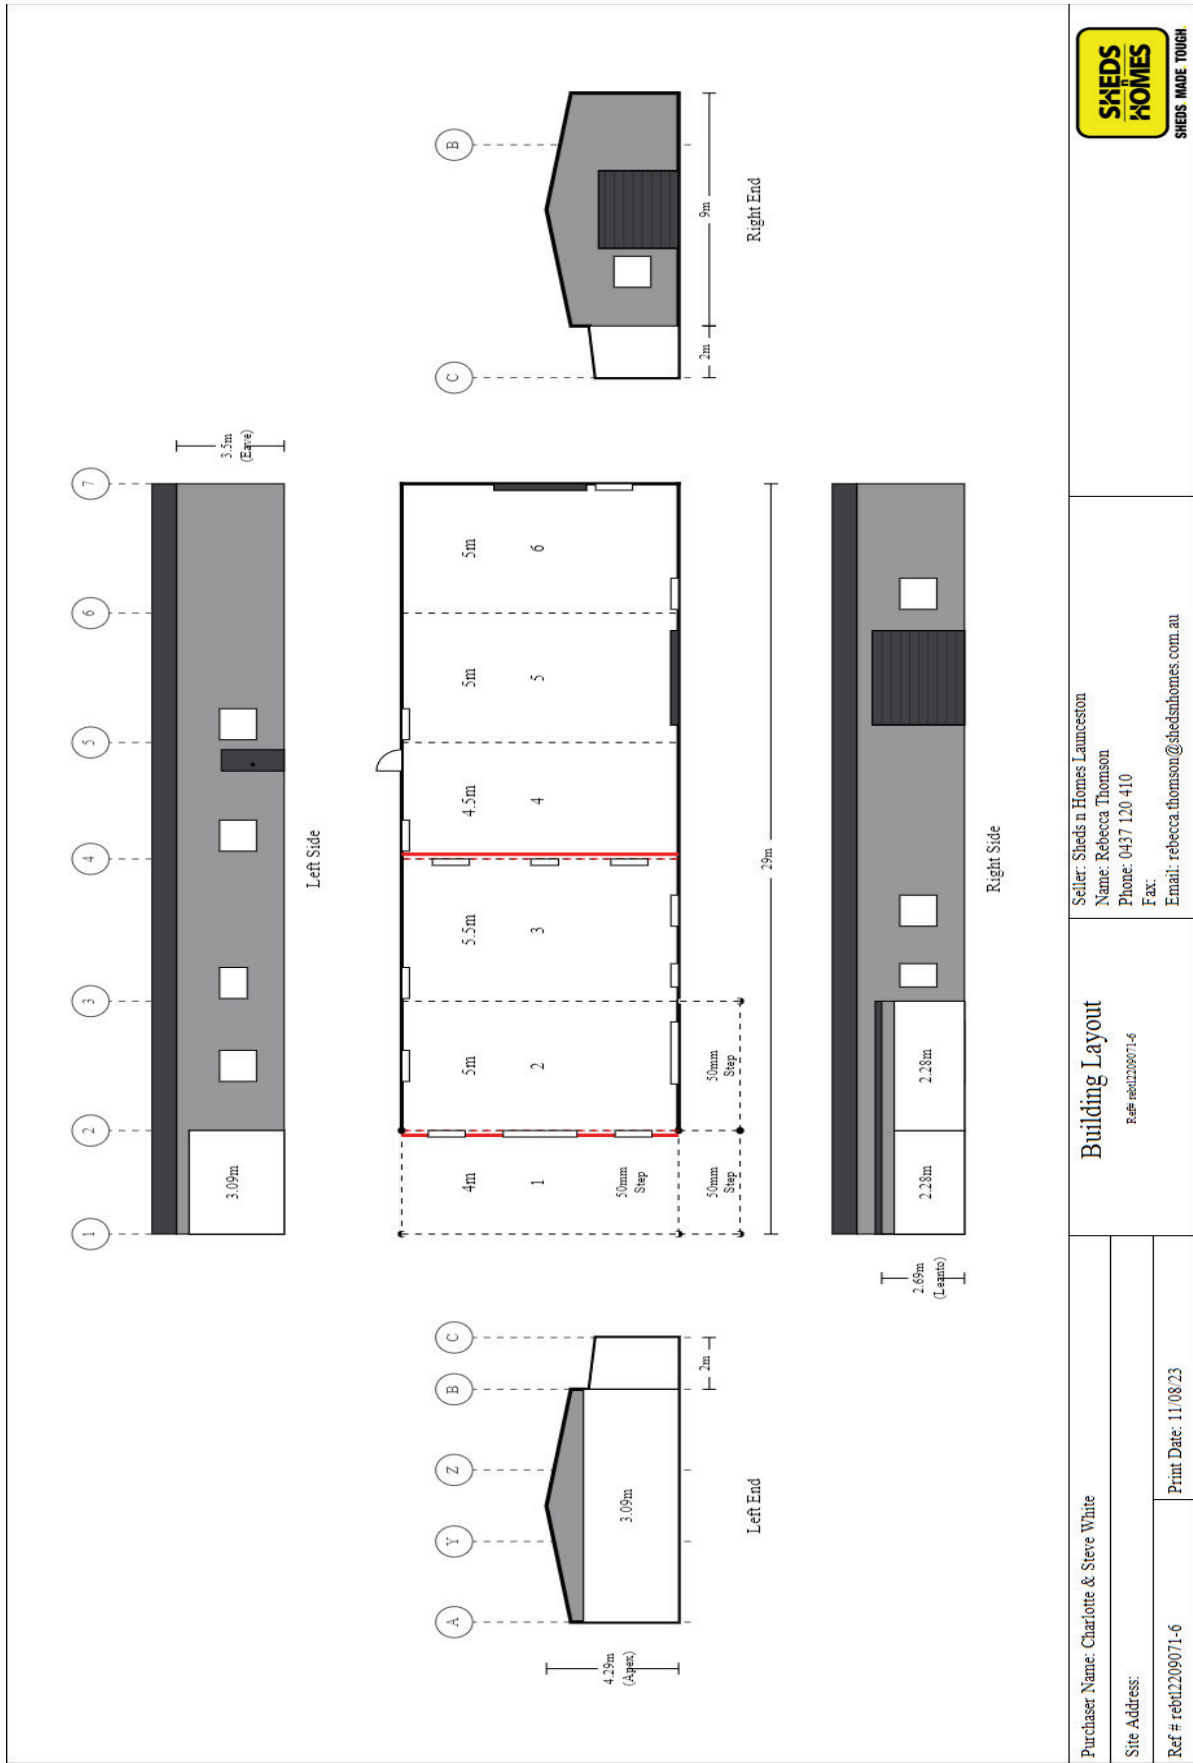 1
2
3
4
5
6
7
3.09m
3.5m
(Eave)
Left Side
A
Y
Z
B
C
3.09m
4.29m
(Apex)
2m
Left End
4m
5m
5.5m
4.5m
5m
5m
1
2
3
4
5
6
50mm
Step
50mm
Step
50mm
Step
29m
C
B
2m
9m
Right End
2.28m
2.28m
2.69m
(Leanto)
Right Side
Purchaser Name: Charlotte & Steve White
Site Address:
Ref # rebtl2209071-6
Print Date: 11/08/23
Building Layout
Ref# rebtl2209071-6
Seller: Sheds n Homes Launceston
Name: Rebecca Thomson
Phone: 0437 120 410
Fax:
Email: rebecca.thomson@shedsnhomes.com.au
SHEDS
n
HOMES
SHEDS MADE TOUGH.